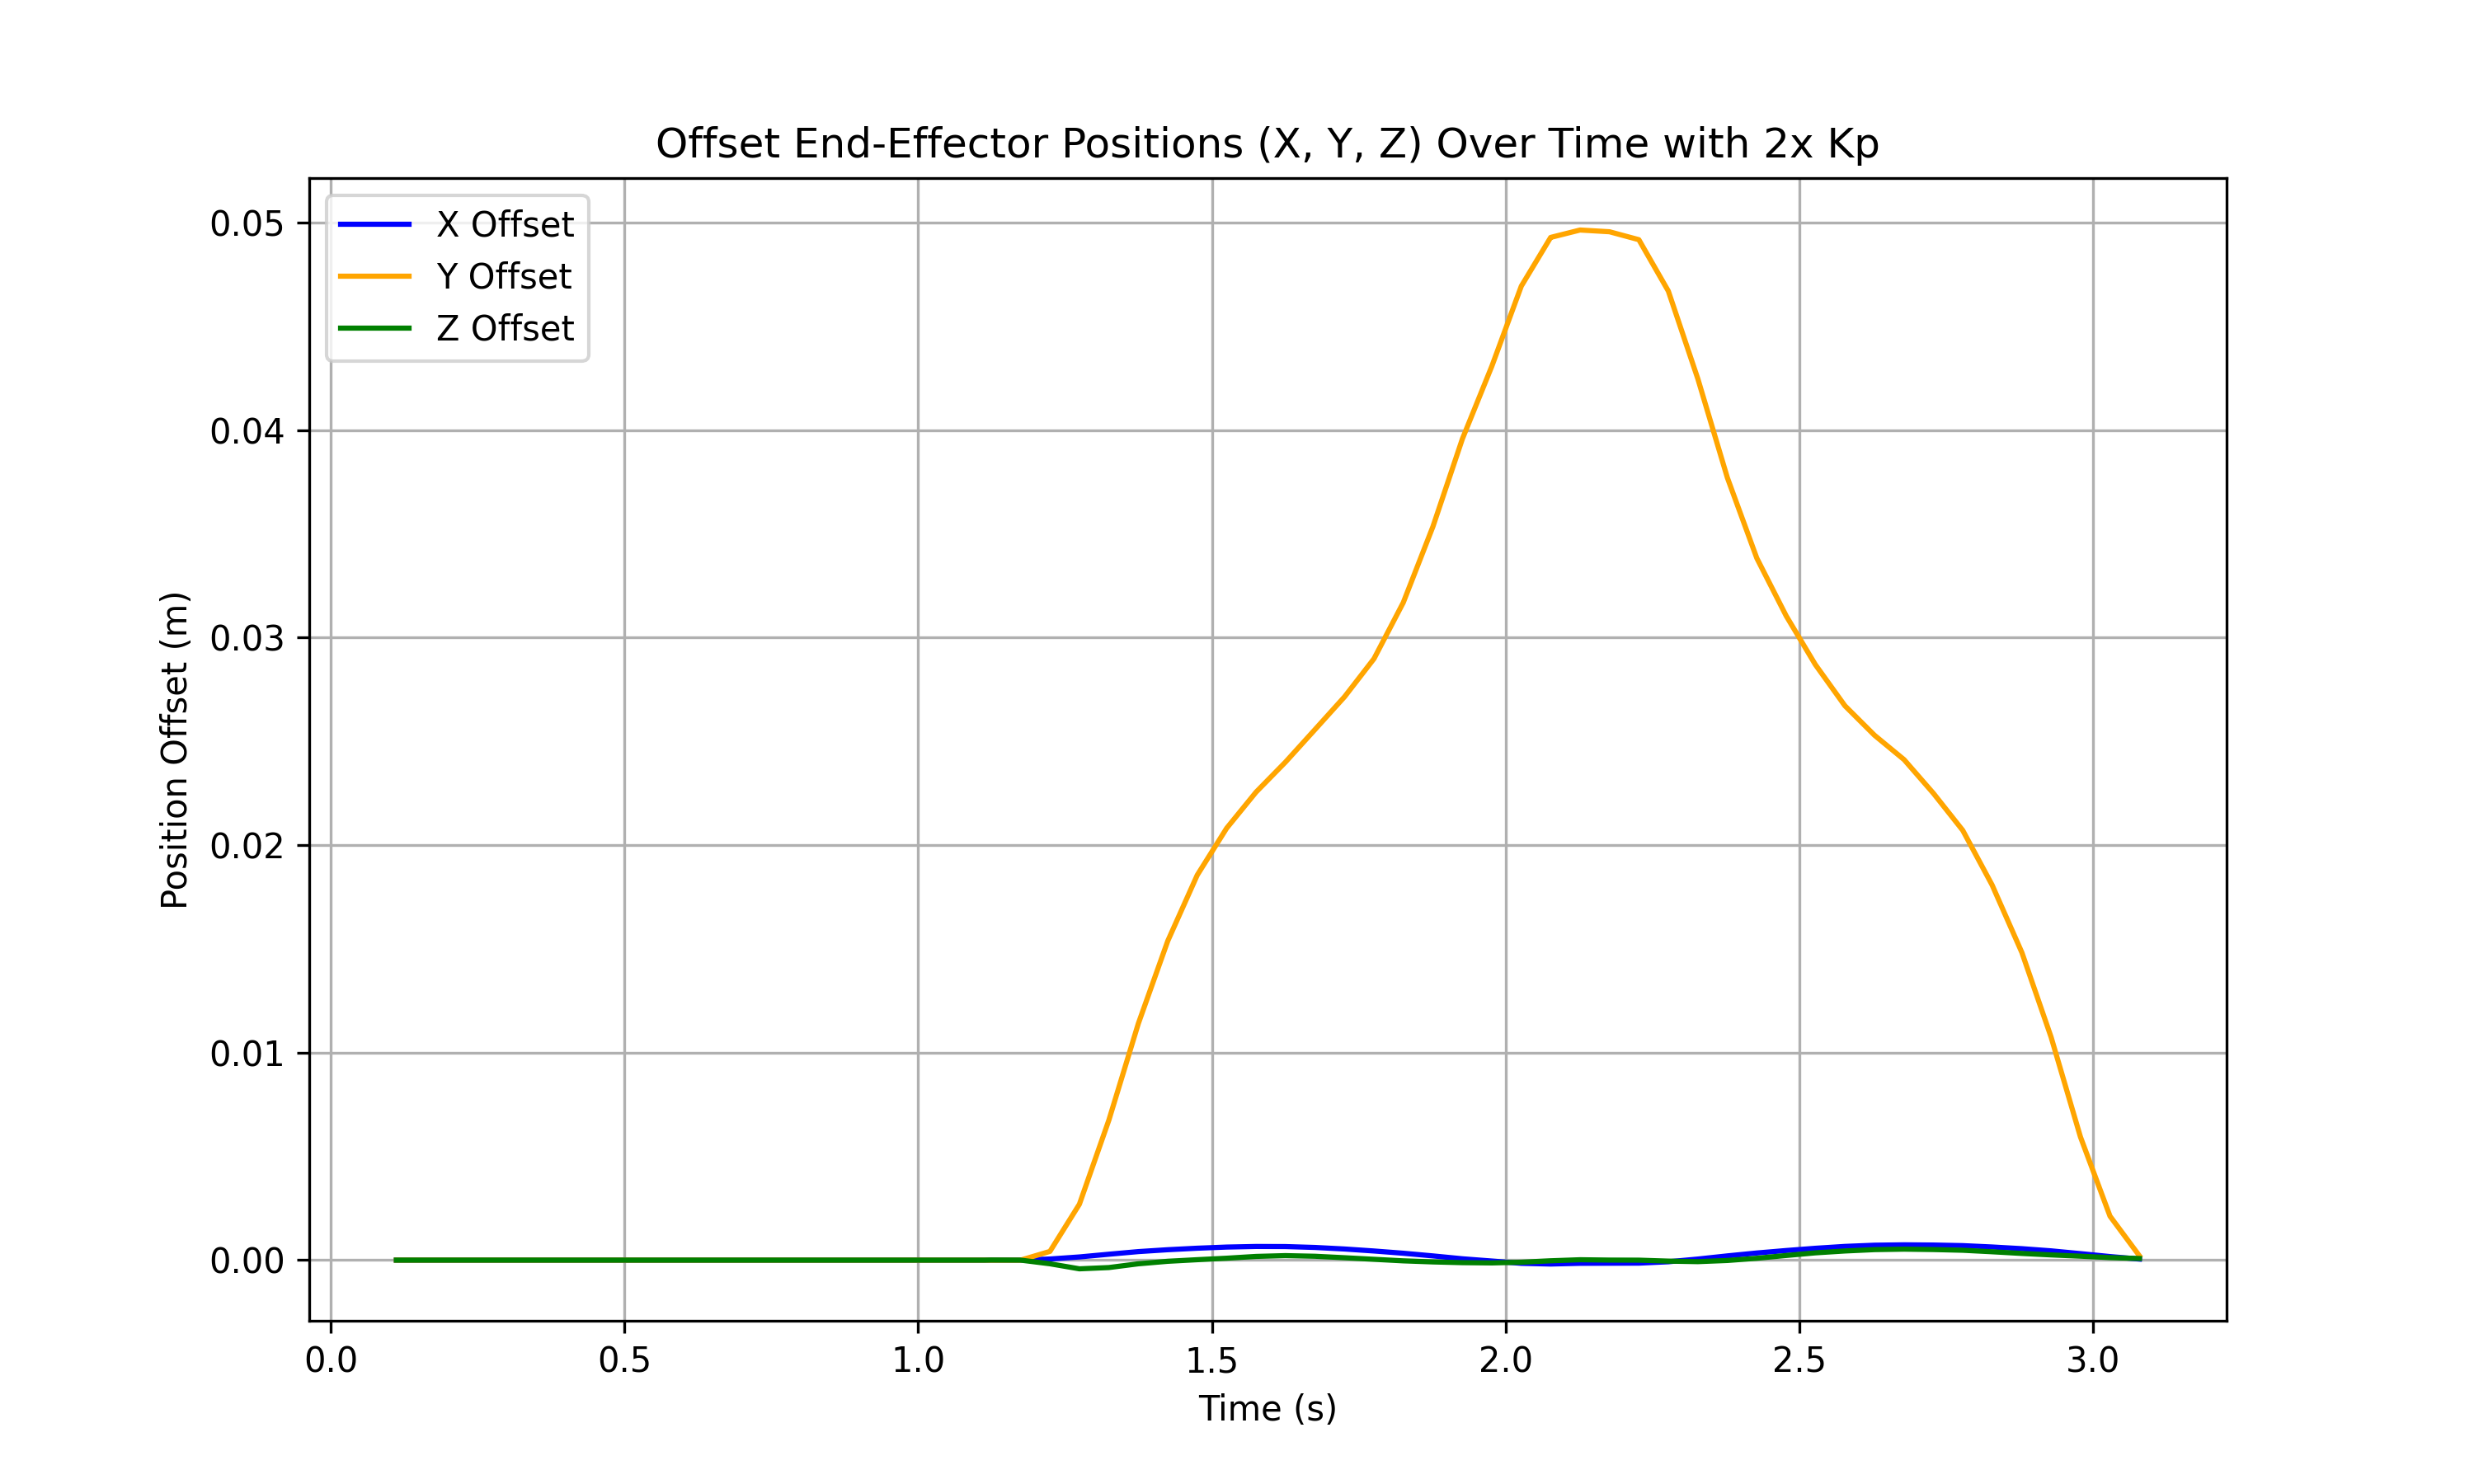 Offset End-Effector Positions (X, Y, Z) Over Time with 2x Kp
X Offset
Y Offset
Z Offset
Position Offset (m)
0.05
0.04
0.03
0.02
0.01
0.00
0.0 0.5 1.0 1.5 2.0 2.5 3.0
Time (s)